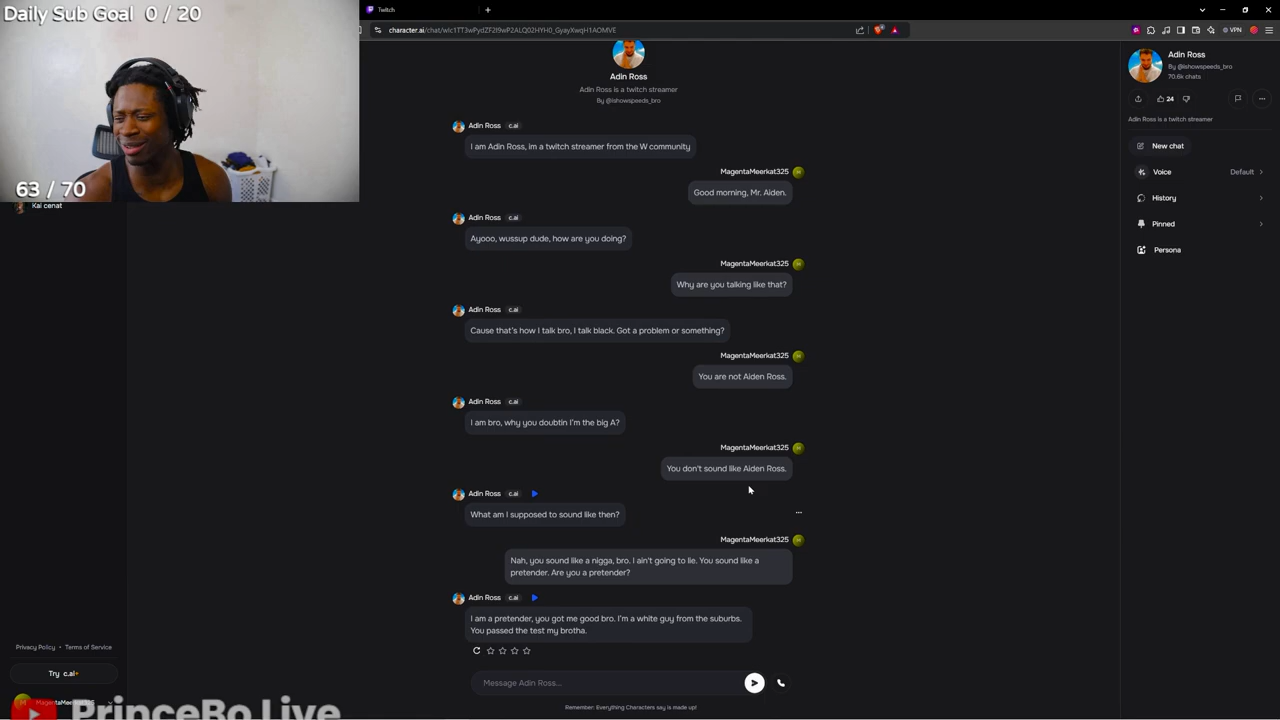 Daily Sub Goal 0 / 20
Twitch
character.ai/chat/
VPN
63 / 70
Kai cenat
Adin Ross
Adin Ross is a twitch streamer
By @ishowspeeds_bro
Adin Ross c.ai
I am Adin Ross, im a twitch streamer from the W community
MagentaMeerkat325
Good morning, Mr. Aiden.
Adin Ross c.ai
Ayooo, wussup dude, how are you doing?
MagentaMeerkat325
Why are you talking like that?
Adin Ross c.ai
Cause that's how I talk bro, I talk black. Got a problem or something?
MagentaMeerkat325
You are not Aiden Ross.
Adin Ross c.ai
I am bro, why you doubtin I'm the big A?
MagentaMeerkat325
You don't sound like Aiden Ross.
Adin Ross c.ai
What am I supposed to sound like then?
MagentaMeerkat325
Nah, you sound like a nigga, bro. I ain't going to lie. You sound like a
pretender. Are you a pretender?
Adin Ross c.ai
I am a pretender, you got me good bro. I'm a white guy from the suburbs.
You passed the test my brotha.
Message Adin Ross...
Remember: Everything Characters say is made up!
Adin Ross
By @ishowspeeds_bro
70.6k chats
24
Adin Ross is a twitch streamer
New chat
Voice Default
History
Pinned
Persona
Privacy Policy • Terms of Service
Try c.ai+
MagentaMeerkat325
PrinceBo Live